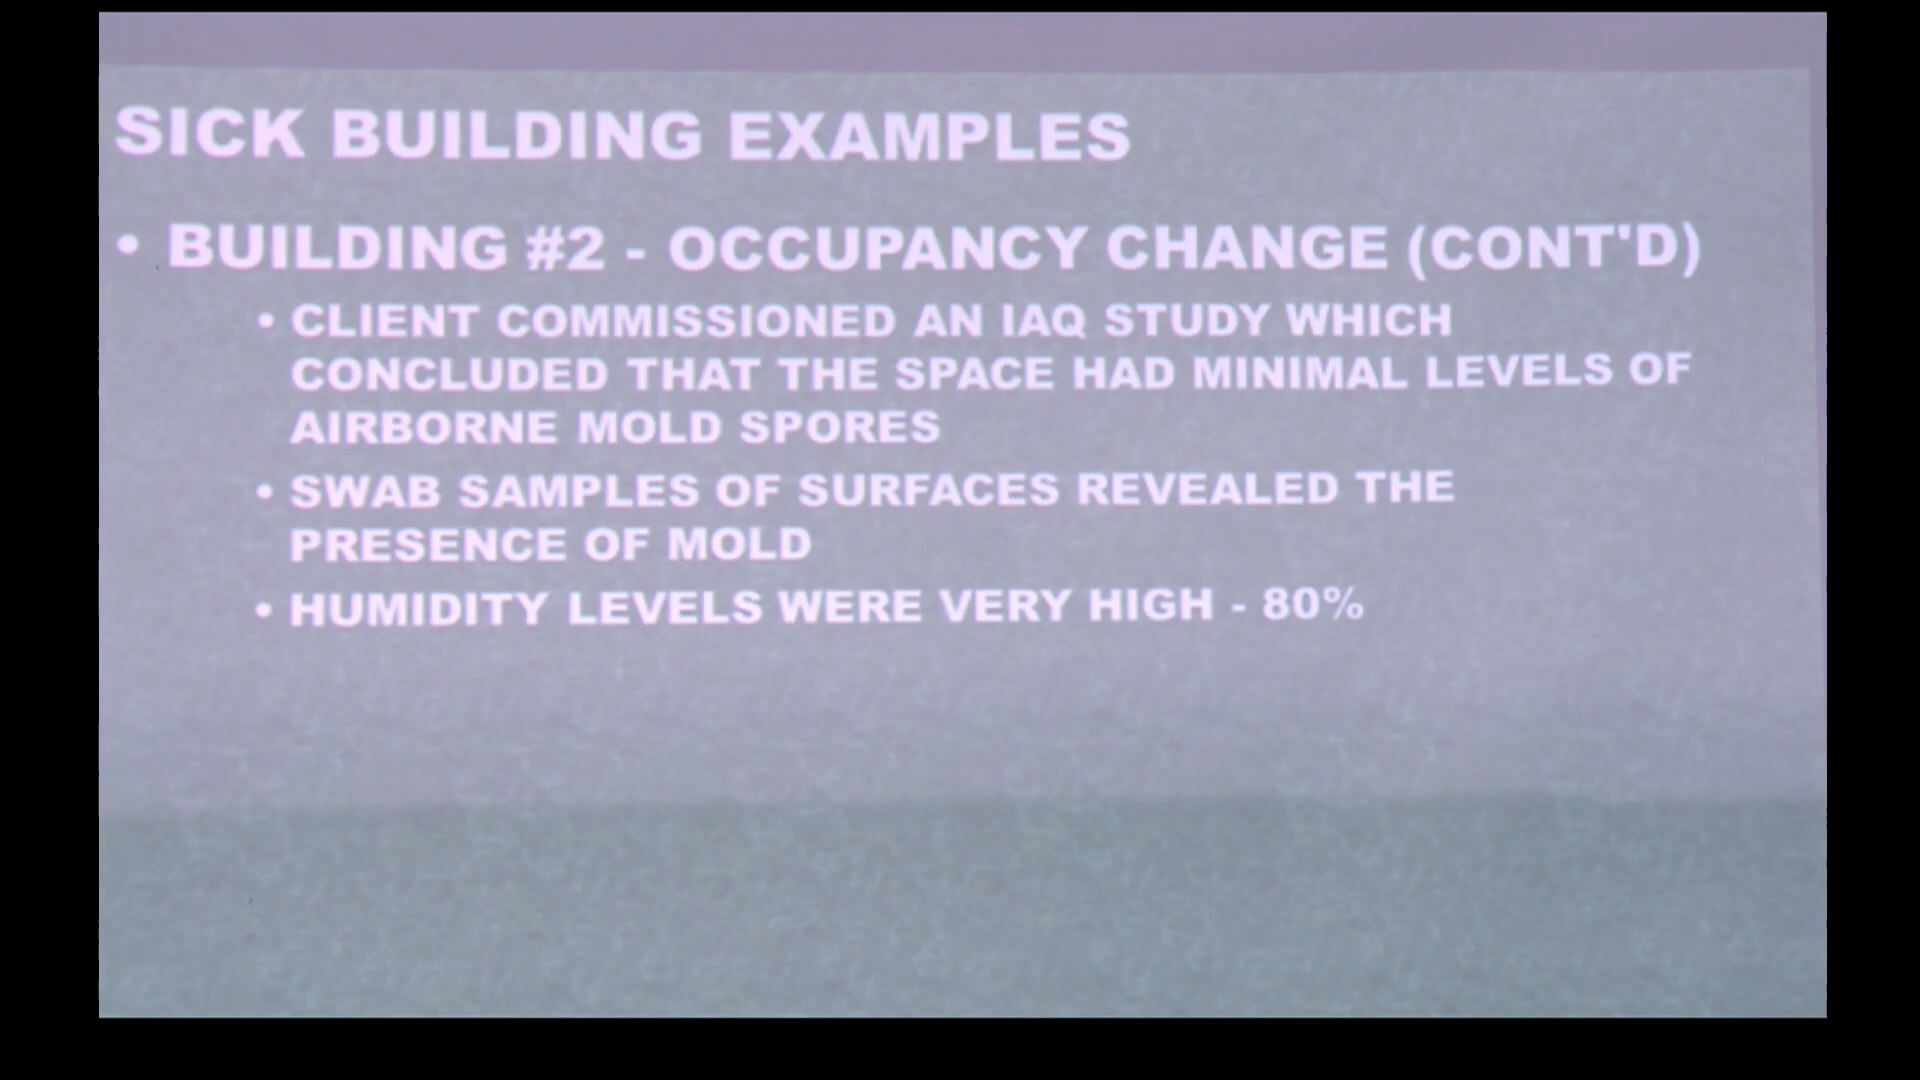 SICK BUILDING EXAMPLES
• BUILDING #2 - OCCUPANCY CHANGE (CONT'D)
• CLIENT COMMISSIONED AN IAQ STUDY WHICH
CONCLUDED THAT THE SPACE HAD MINIMAL LEVELS OF
AIRBORNE MOLD SPORES
• SWAB SAMPLES OF SURFACES REVEALED THE
PRESENCE OF MOLD
• HUMIDITY LEVELS WERE VERY HIGH - 80%